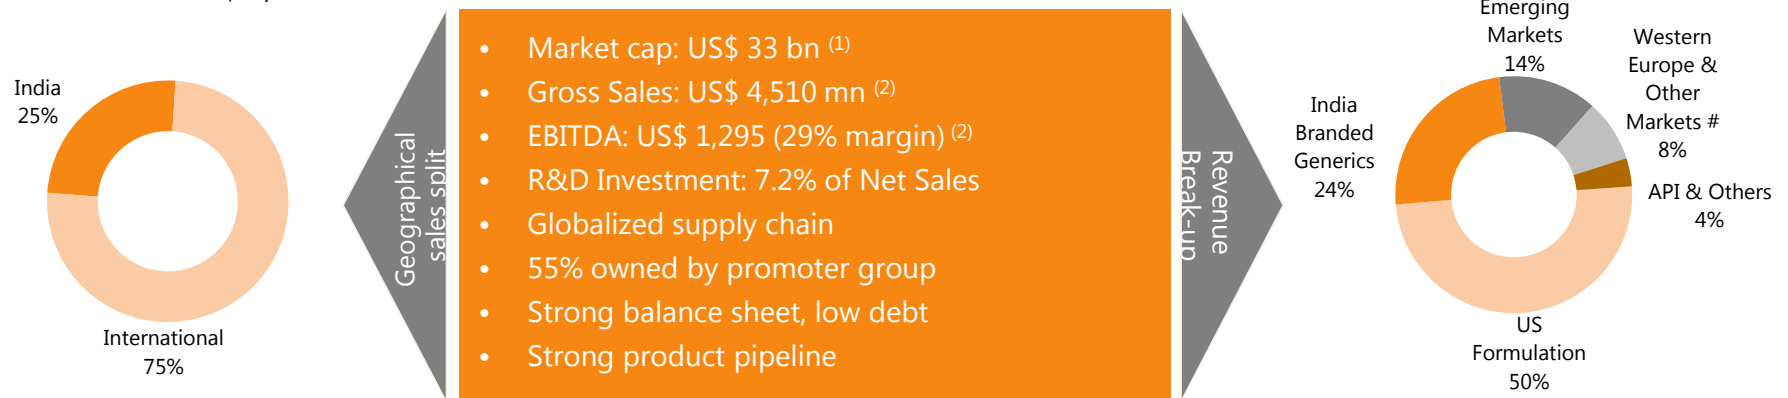 India
25%
International
75%
Geographical
sales split
• Market cap: US$ 33 bn (1)
• Gross Sales: US$ 4,510 mn (2)
• EBITDA: US$ 1,295 (29% margin) (2)
• R&D Investment: 7.2% of Net Sales
• Globalized supply chain
• 55% owned by promoter group
• Strong balance sheet, low debt
• Strong product pipeline
Revenue
Break-up
Emerging
Markets
14%
Western
Europe &
Other
Markets #
8%
India
Branded
Generics
24%
API & Others
4%
US
Formulation
50%